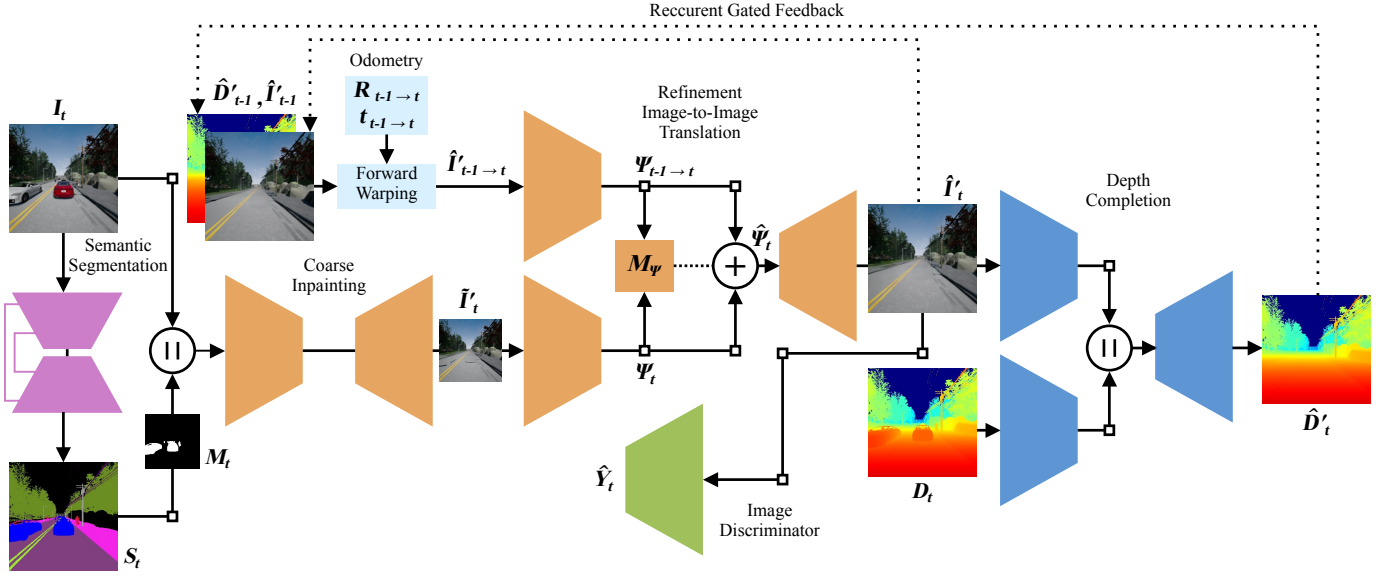 Reccurent Gated Feedback
Odometry
R t-1→t
t t-1→t
D̂′t-1 , Î′t-1
Refinement
Image-to-Image
Translation
It
Forward
Warping
Î′t-1→t
Ψt-1→t
Î′t
Depth
Completion
Semantic
Segmentation
Coarse
Inpainting
MΨ
+
Ψ̂t
Ĩ′t
||
||
Ψt
Mt
D̂′t
Ŷt
Dt
Image
Discriminator
St